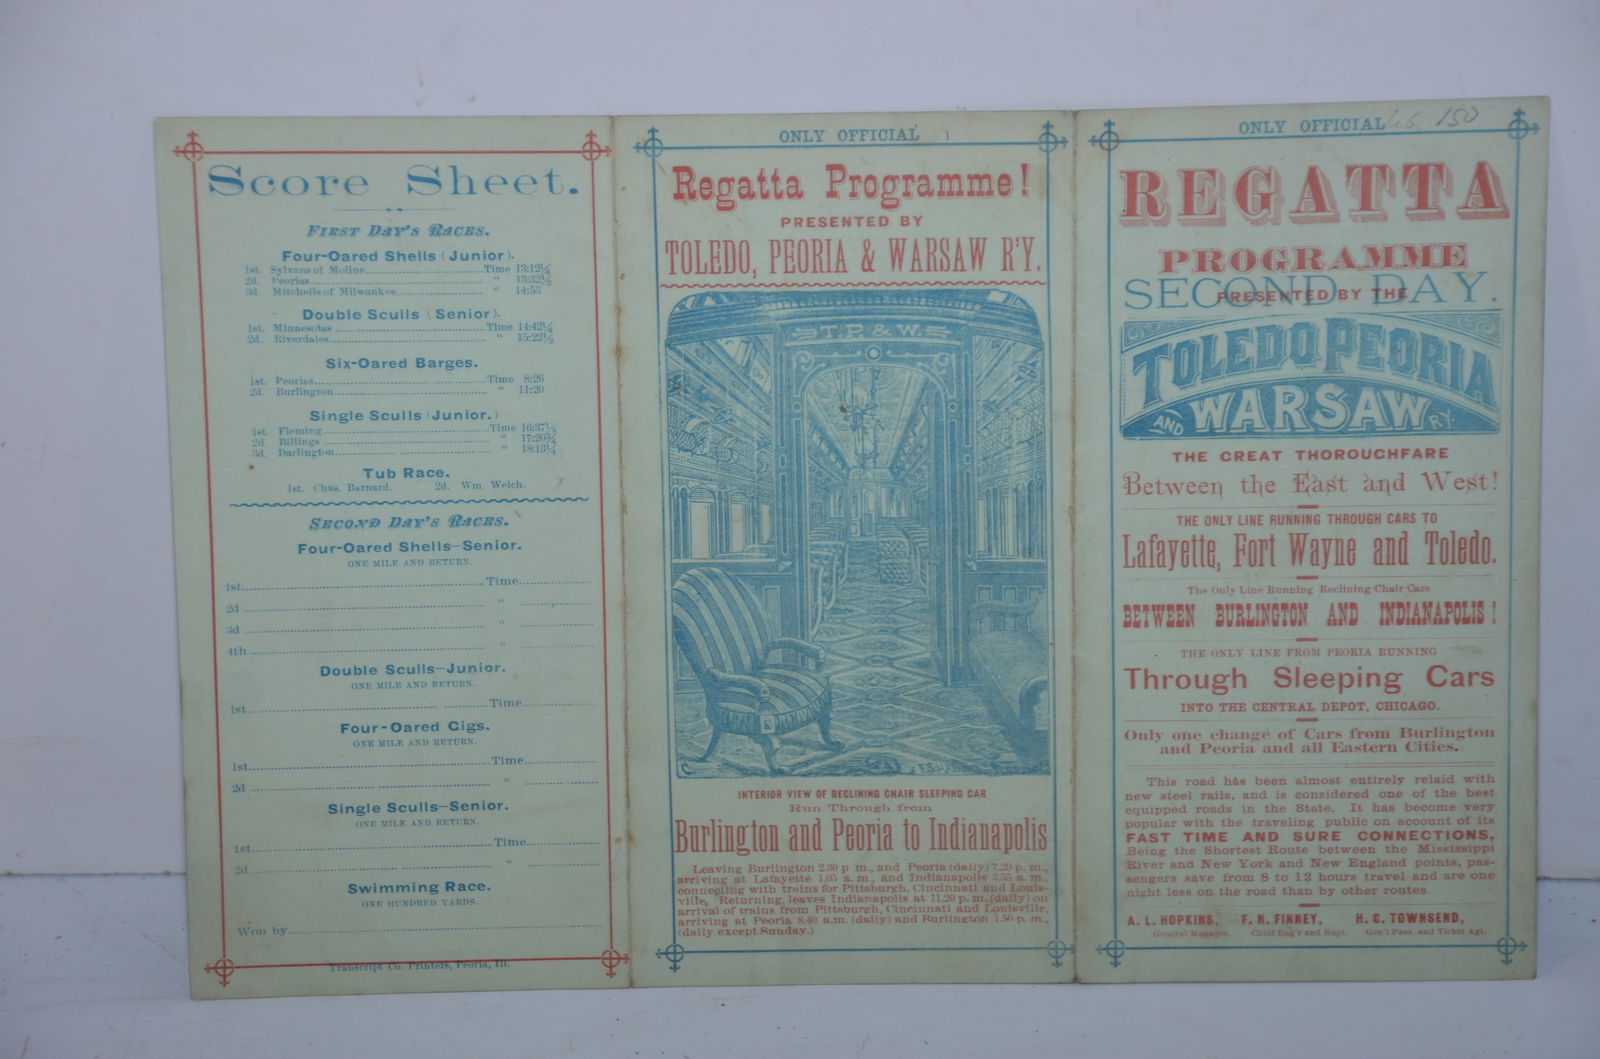 Score Sheet.
First Day's Races.
Four-Oared Shells (Junior).
1st. Sylvans of Moline Time 13:12¼
2d. Peorias " 13:32½
3d. Mitchells of Milwaukee " 14:53
Double Sculls (Senior).
1st. Minnesotas Time 14:42¼
2d. Riverdales " 15:22½
Six-Oared Barges.
1st. Peorias Time 8:26
2d. Burlington " 11:20
Single Sculls (Junior.)
1st. Fleming Time 16:37½
2d. Billings " 17:20¾
3d. Darlington " 18:13¼
Tub Race.
1st. Chas. Barnard. 2d. Wm. Welch.
Second Day's Races.
Four-Oared Shells—Senior.
ONE MILE AND RETURN.
1st Time
2d "
3d "
4th "
Double Sculls—Junior.
ONE MILE AND RETURN.
1st Time
Four-Oared Gigs.
ONE MILE AND RETURN.
1st Time
2d "
Single Sculls—Senior.
ONE MILE AND RETURN.
1st Time
2d "
Swimming Race.
ONE HUNDRED YARDS.
Won by
Transcript Co. Printers, Peoria, Ill.
ONLY OFFICIAL
Regatta Programme!
PRESENTED BY
TOLEDO, PEORIA & WARSAW R'Y.
T.P.&W.
INTERIOR VIEW OF RECLINING CHAIR SLEEPING CAR
Run Through from
Burlington and Peoria to Indianapolis
Leaving Burlington 2.30 p m., and Peoria (daily) 7.20 p. m.,
arriving at Lafayette 1.05 a. m., and Indianapolis 3.55 a. m.,
connecting with trains for Pittsburgh, Cincinnati and Louis-
ville, Returning, leaves Indianapolis at 11.20 p. m. (daily) on
arrival of trains from Pittsburgh, Cincinnati and Louisville,
arriving at Peoria 8.40 a.m. (daily) and Burlington 1.50 p. m.,
(daily except Sunday.)
ONLY OFFICIAL 150
REGATTA
PROGRAMME
SECOND DAY.
PRESENTED BY THE
TOLEDO PEORIA
AND WARSAW RY.
THE GREAT THOROUGHFARE
Between the East and West!
THE ONLY LINE RUNNING THROUGH CARS TO
Lafayette, Fort Wayne and Toledo.
The Only Line Running Reclining Chair Cars
BETWEEN BURLINGTON AND INDIANAPOLIS!
THE ONLY LINE FROM PEORIA RUNNING
Through Sleeping Cars
INTO THE CENTRAL DEPOT, CHICAGO.
Only one change of Cars from Burlington
and Peoria and all Eastern Cities.
This road has been almost entirely relaid with
new steel rails, and is considered one of the best
equipped roads in the State. It has become very
popular with the traveling public on account of its
FAST TIME AND SURE CONNECTIONS,
Being the Shortest Route between the Mississippi
River and New York and New England points, pas-
sengers save from 8 to 12 hours travel and are one
night less on the road than by other routes
A. L. HOPKINS, F. N. FINNEY, H. C. TOWNSEND,
General Manager. Chief Eng'r and Supt. Gen'l Pass. and Ticket Agt.